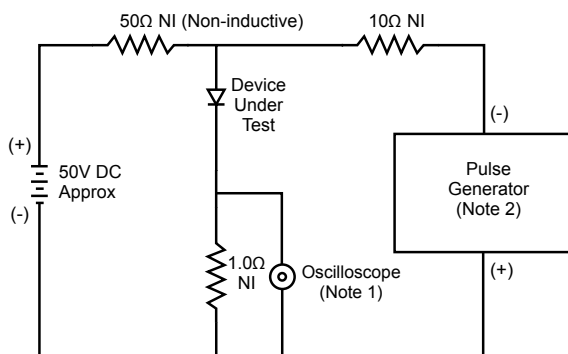 50Ω NI (Non-inductive)
10Ω NI
Device
Under
Test
(-)
(+)
50V DC
Approx
(-)
Pulse
Generator
(Note 2)
1.0Ω
NI
Oscilloscope
(Note 1)
(+)